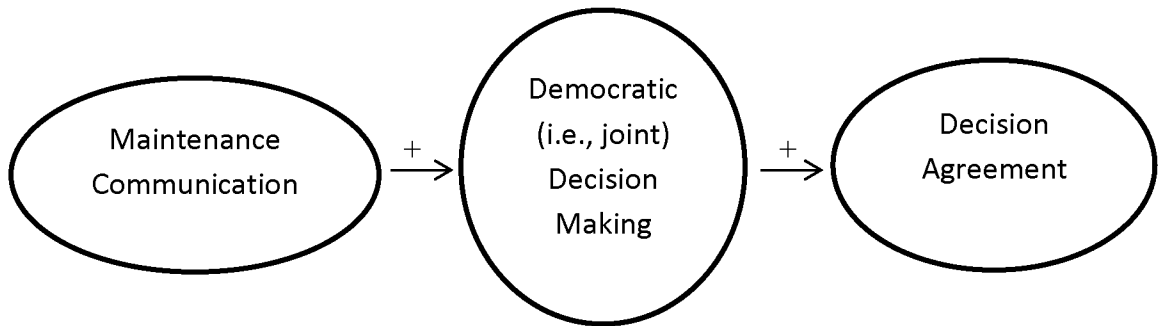 Maintenance
Communication
+
Democratic
(i.e., joint)
Decision
Making
+
Decision
Agreement